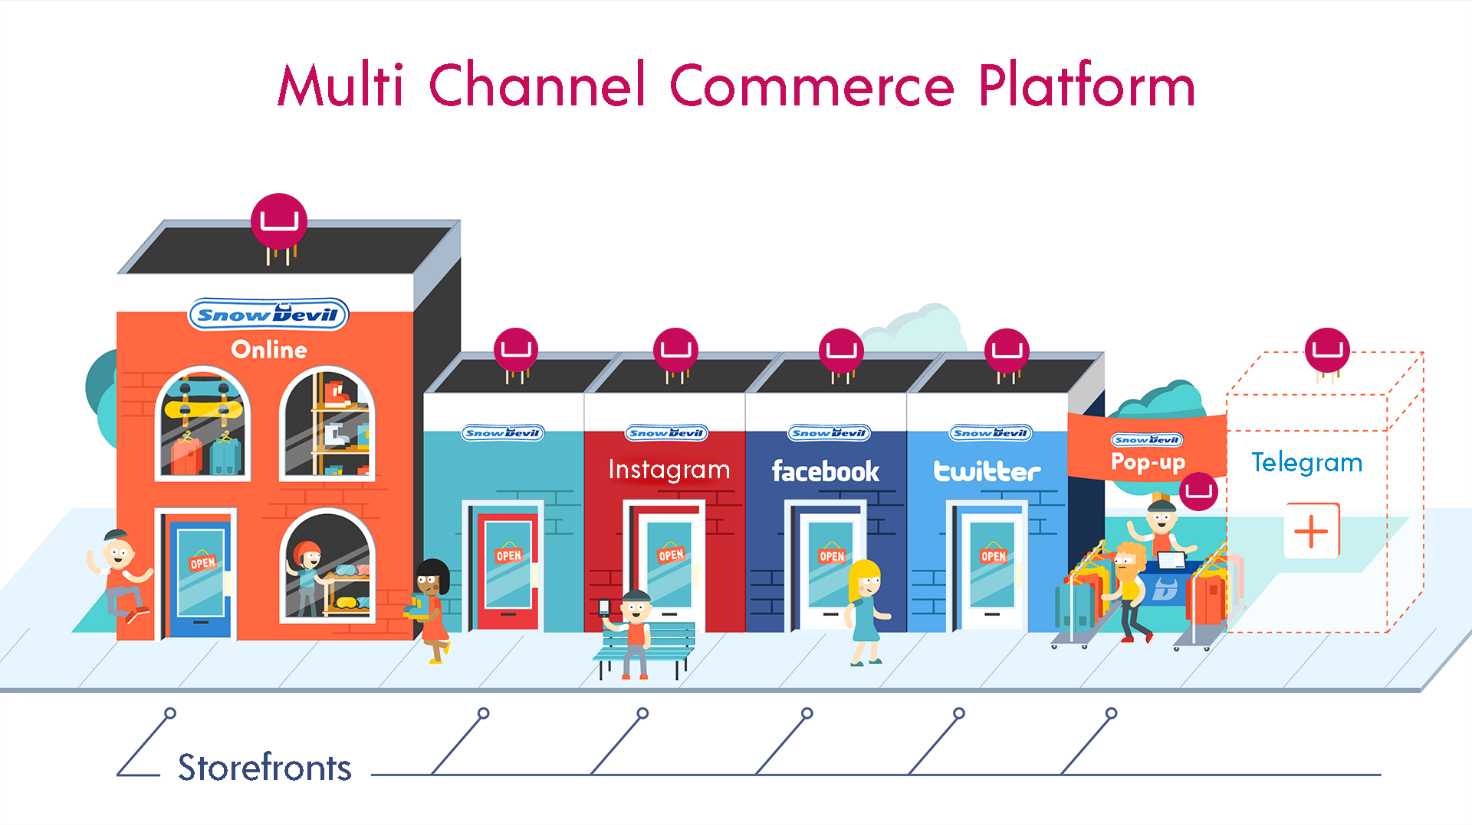 Multi Channel Commerce Platform
Snow Devil
Online
Snow Devil
Snow Devil
Instagram
Snow Devil
facebook
Snow Devil
twitter
Snow Devil
Pop-up
Telegram
OPEN
OPEN
OPEN
OPEN
OPEN
Storefronts